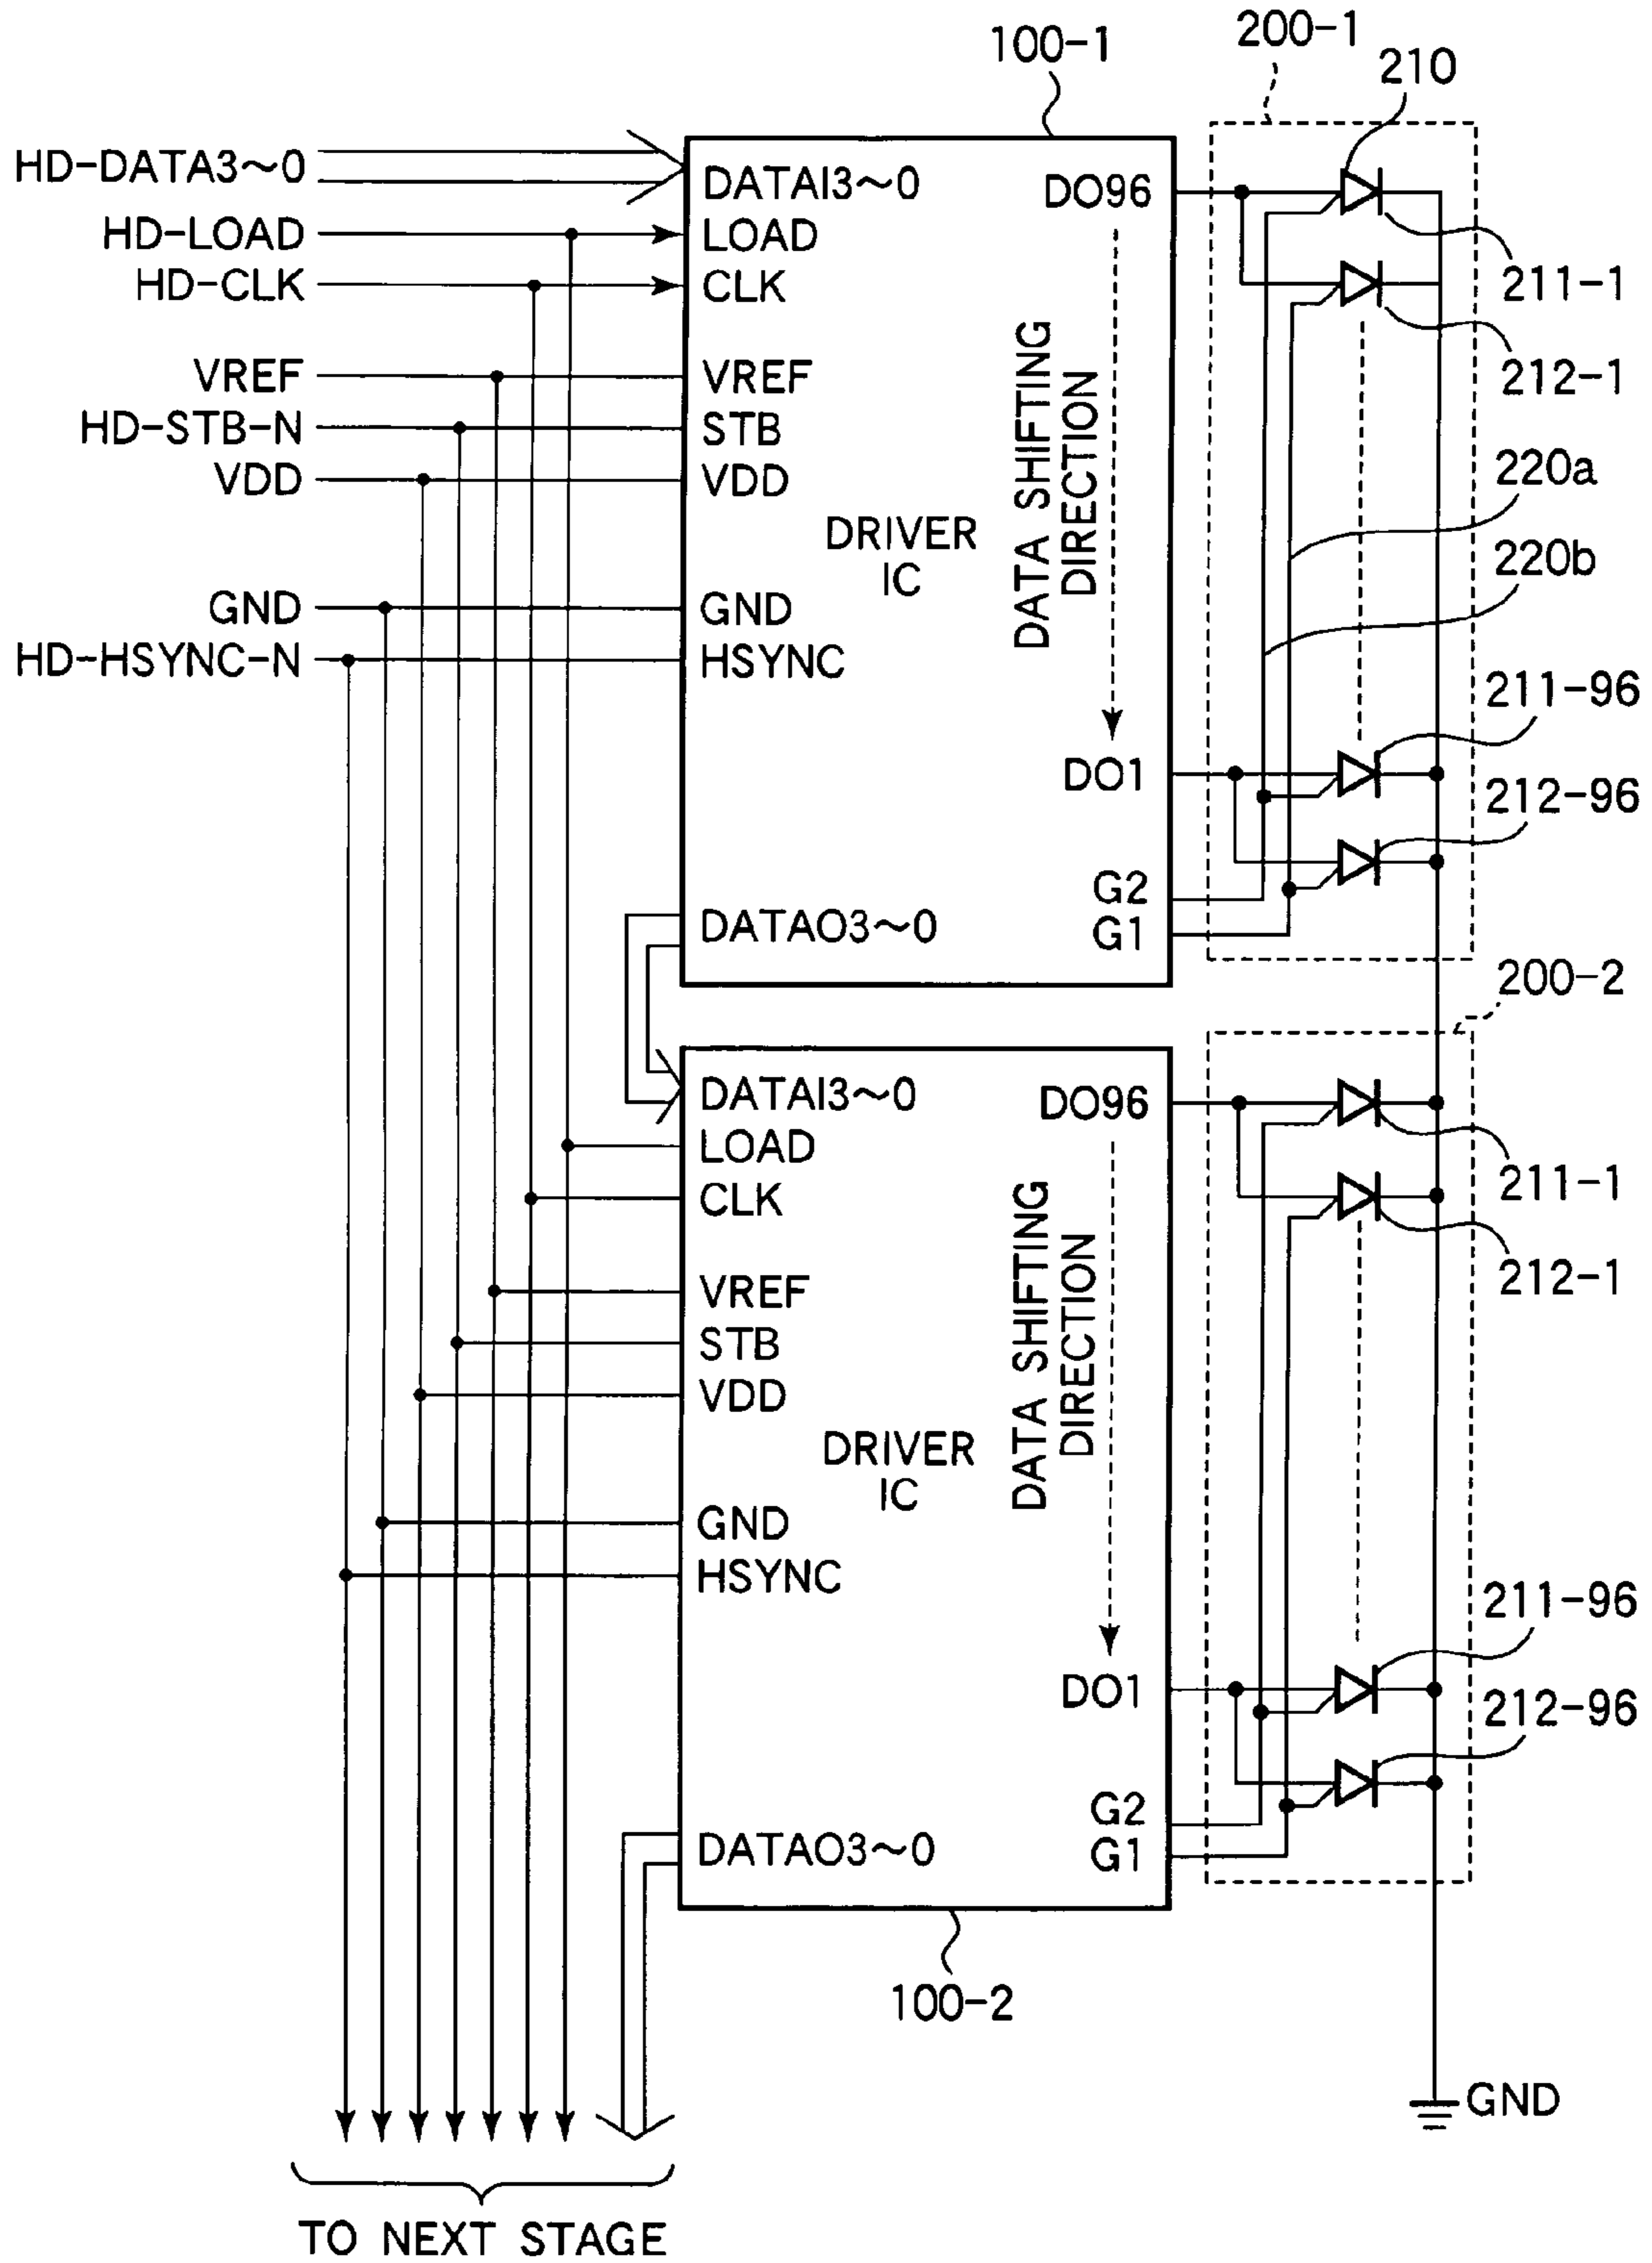 100-1
200-1
210
HD-DATA3~0
HD-LOAD
HD-CLK
VREF
HD-STB-N
VDD
GND
HD-HSYNC-N
DATAI3~0
LOAD
CLK
VREF
STB
VDD
GND
HSYNC
DATAO3~0
DRIVER
IC
DATA SHIFTING
DIRECTION
DO96
DO1
G2
G1
211-1
212-1
220a
220b
211-96
212-96
200-2
DATAI3~0
LOAD
CLK
VREF
STB
VDD
GND
HSYNC
DATAO3~0
DRIVER
IC
DATA SHIFTING
DIRECTION
DO96
DO1
G2
G1
211-1
212-1
211-96
212-96
100-2
GND
TO NEXT STAGE